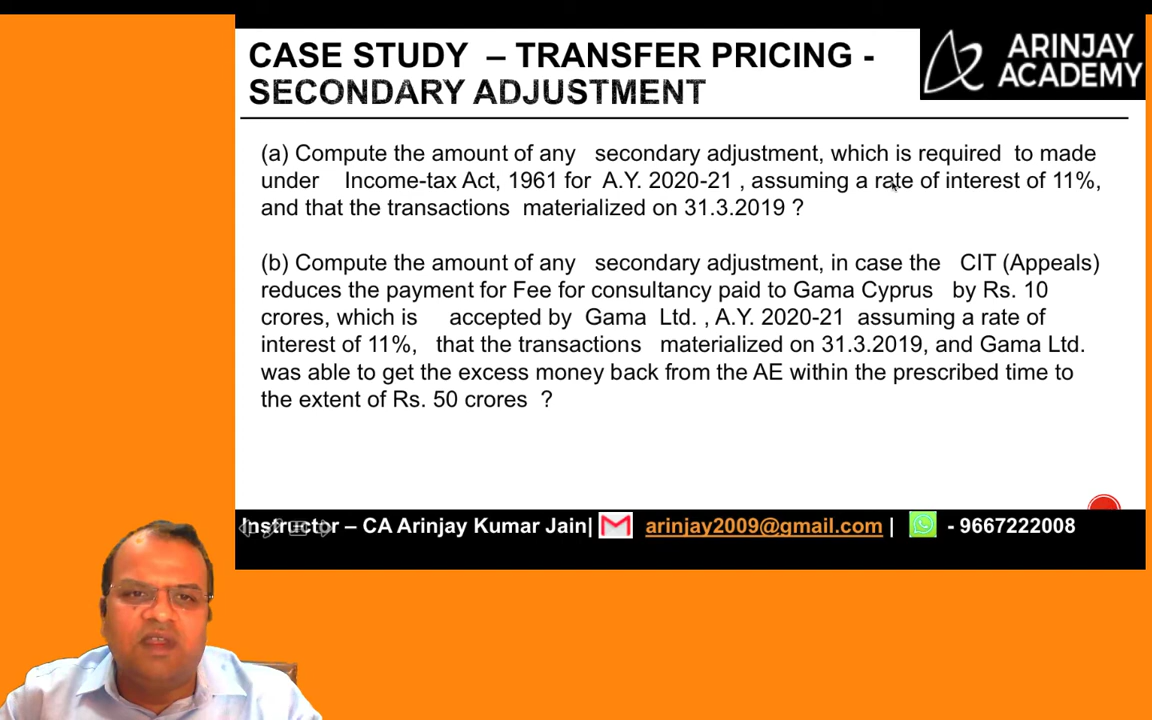 CASE STUDY – TRANSFER PRICING -
SECONDARY ADJUSTMENT
ARINJAY
ACADEMY
(a) Compute the amount of any secondary adjustment, which is required to made
under Income-tax Act, 1961 for A.Y. 2020-21 , assuming a rate of interest of 11%,
and that the transactions materialized on 31.3.2019 ?
(b) Compute the amount of any secondary adjustment, in case the CIT (Appeals)
reduces the payment for Fee for consultancy paid to Gama Cyprus by Rs. 10
crores, which is accepted by Gama Ltd. , A.Y. 2020-21 assuming a rate of
interest of 11%, that the transactions materialized on 31.3.2019, and Gama Ltd.
was able to get the excess money back from the AE within the prescribed time to
the extent of Rs. 50 crores ?
Instructor – CA Arinjay Kumar Jain| arinjay2009@gmail.com | - 9667222008